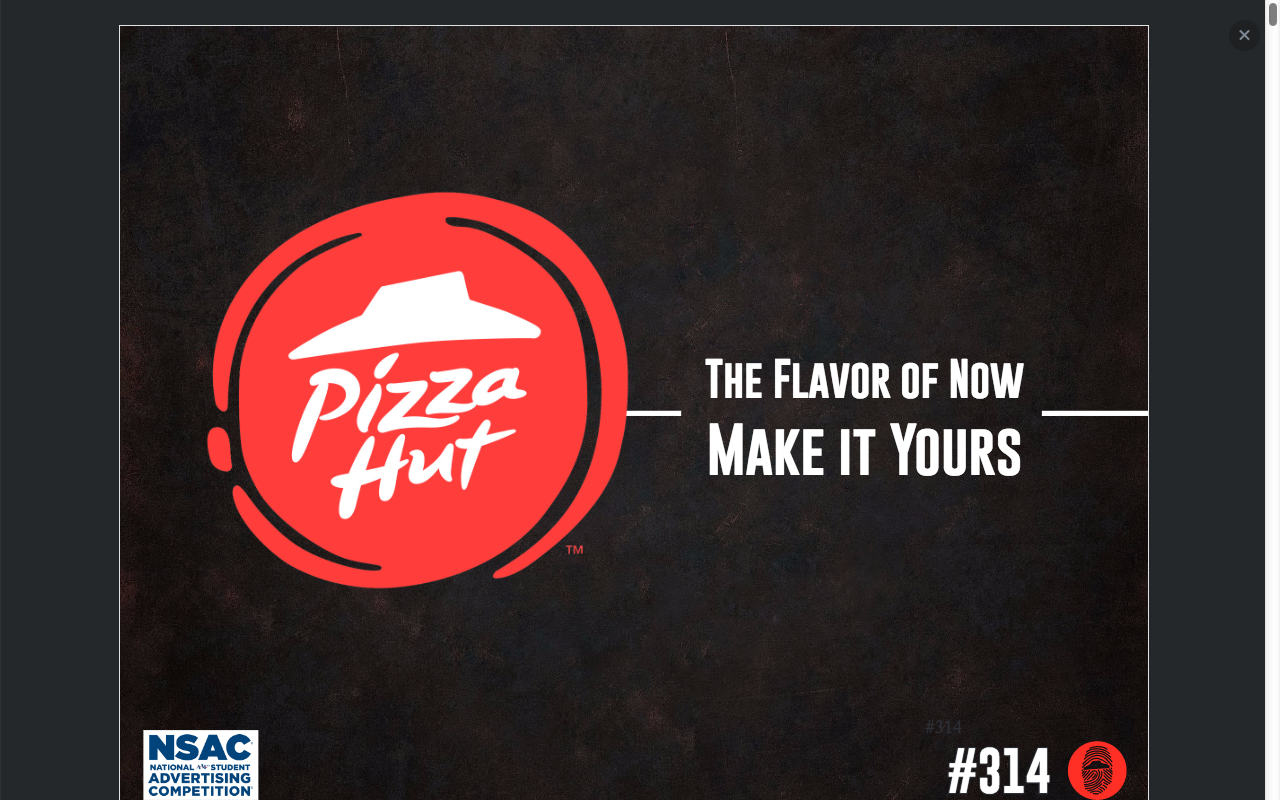 Pizza
Hut
TM
The Flavor of Now
Make it Yours
#314
#314
NSAC
NATIONAL STUDENT
ADVERTISING
COMPETITION